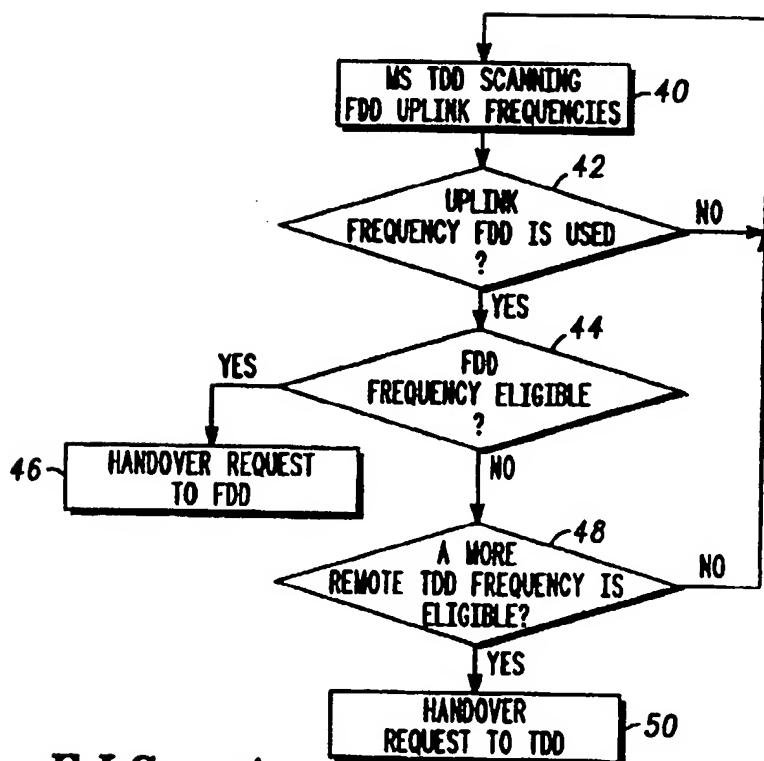 MS TDD SCANNING
FDD UPLINK FREQUENCIES
40
42
UPLINK
FREQUENCY FDD IS USED
?
NO
YES
44
FDD
FREQUENCY ELIGIBLE
?
YES
46
HANDOVER REQUEST
TO FDD
NO
48
A MORE
REMOTE TDD FREQUENCY IS
ELIGIBLE?
NO
YES
HANDOVER
REQUEST TO TDD
50